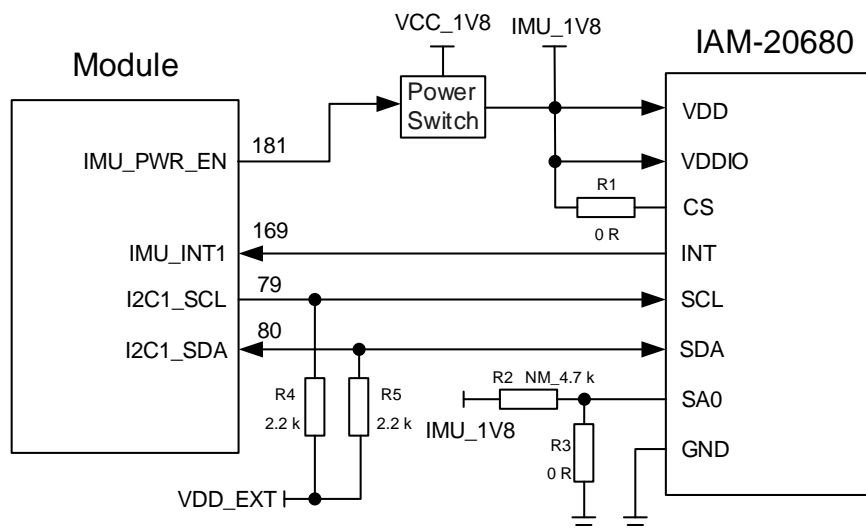 VCC_1V8
IMU_1V8
IAM-20680
Module
Power
Switch
VDD
IMU_PWR_EN
181
VDDIO
R1
CS
0 R
169
IMU_INT1
INT
79
I2C1_SCL
SCL
80
I2C1_SDA
SDA
R4
2.2 k
R5
2.2 k
R2
NM_4.7 k
SA0
IMU_1V8
R3
0 R
GND
VDD_EXT